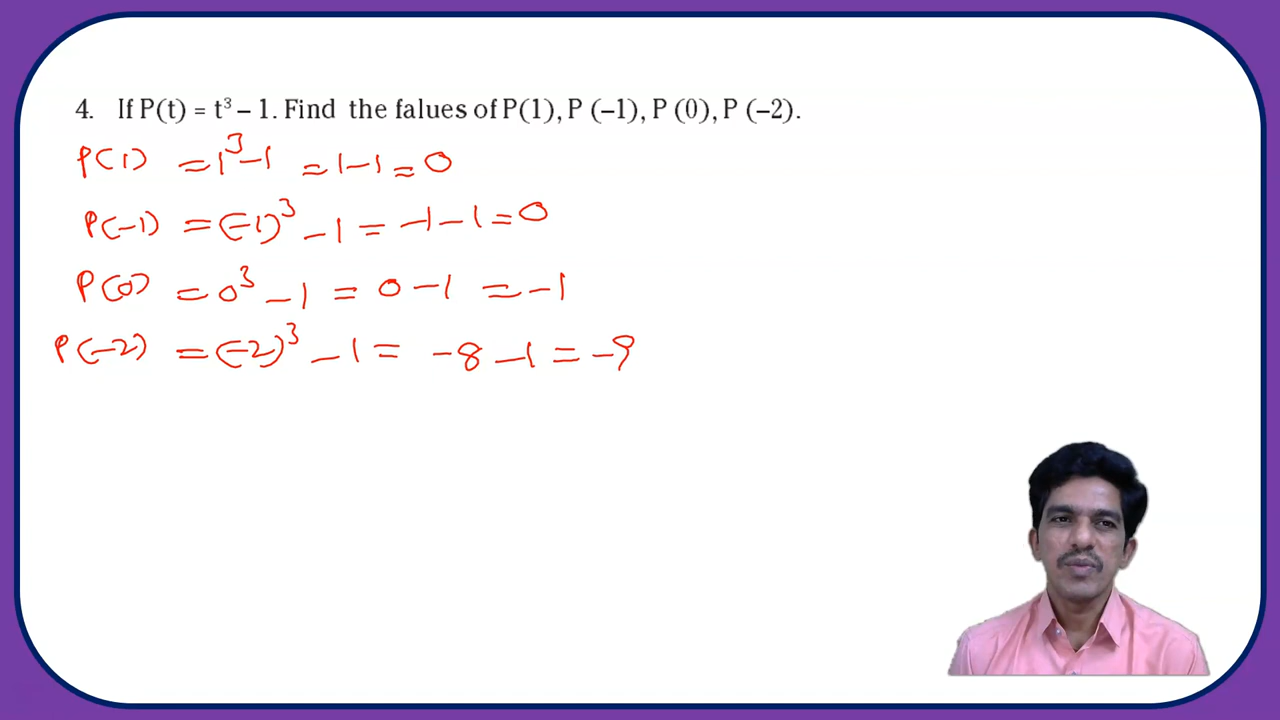 4. If P(t) = t³ – 1. Find the falues of P(1), P (–1), P (0), P (–2).
P(1) = 1³ – 1 = 1 – 1 = 0
P(–1) = (–1)³ – 1 = –1 – 1 = 0
P(0) = 0³ – 1 = 0 – 1 = –1
P(–2) = (–2)³ – 1 = –8 – 1 = –9